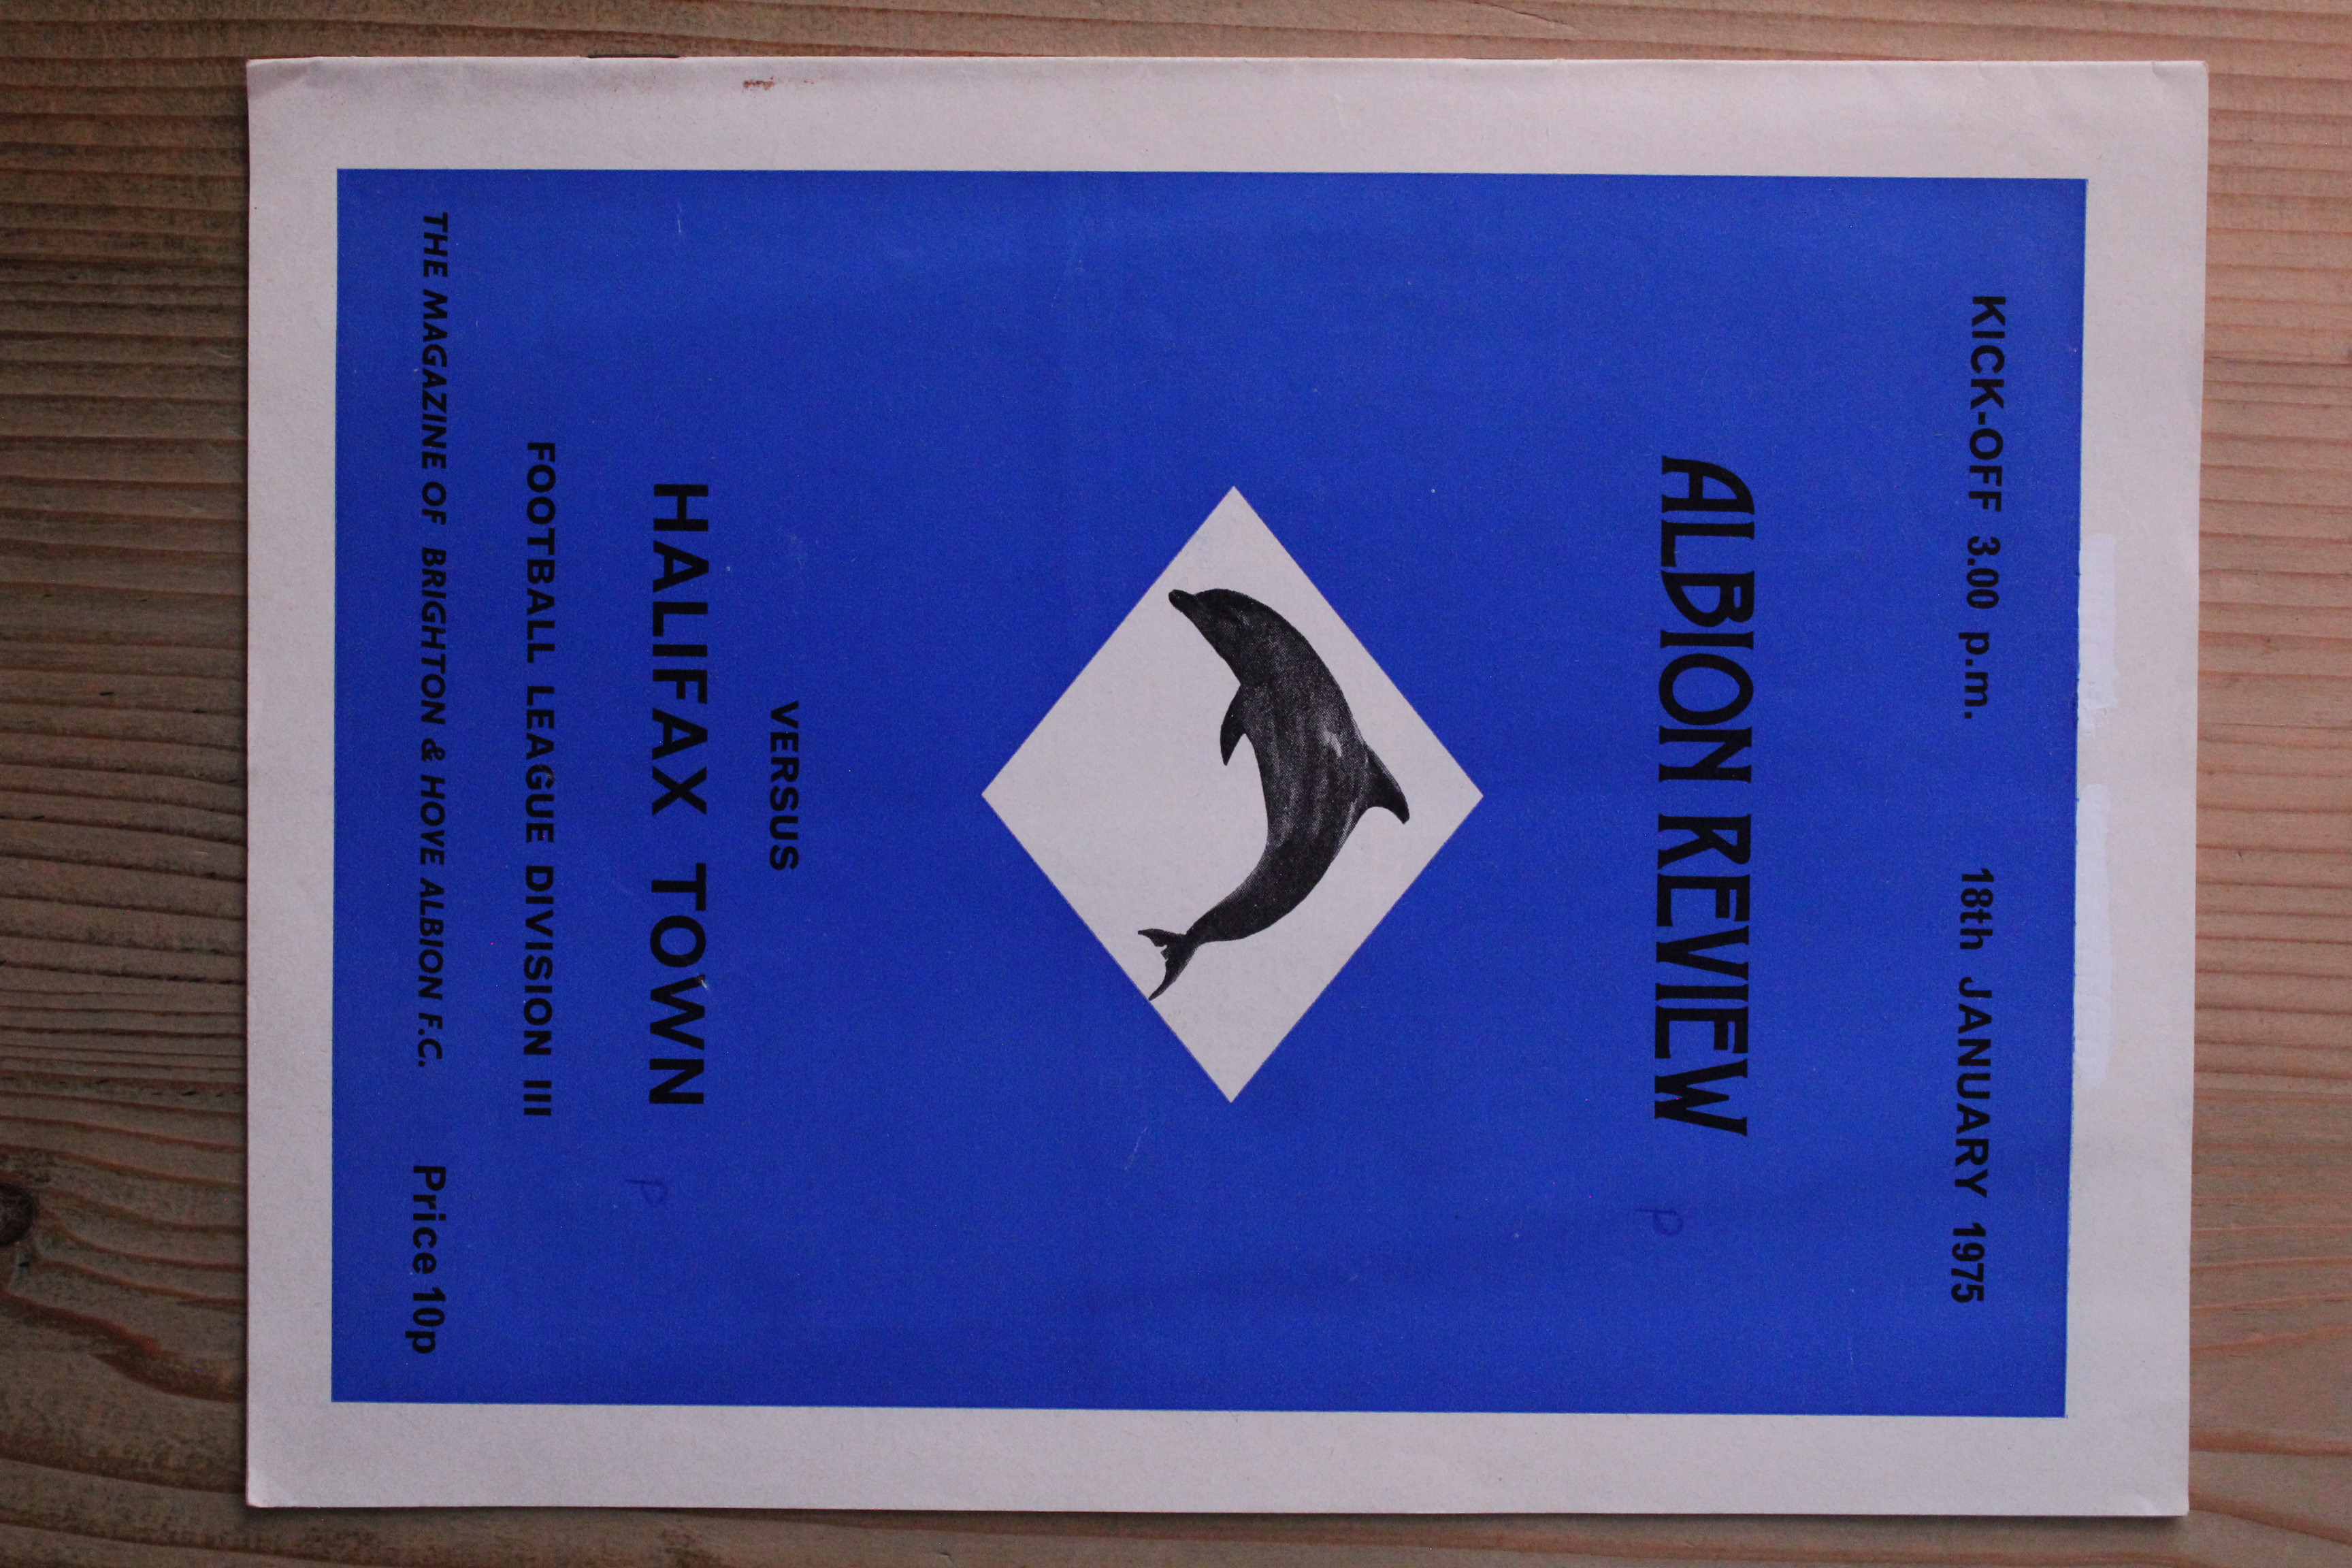 KICK-OFF 3.00 p.m. 18th JANUARY 1975
ALBION REVIEW
P
VERSUS
HALIFAX TOWN
P
FOOTBALL LEAGUE DIVISION III
THE MAGAZINE OF BRIGHTON & HOVE ALBION F.C. Price 10p